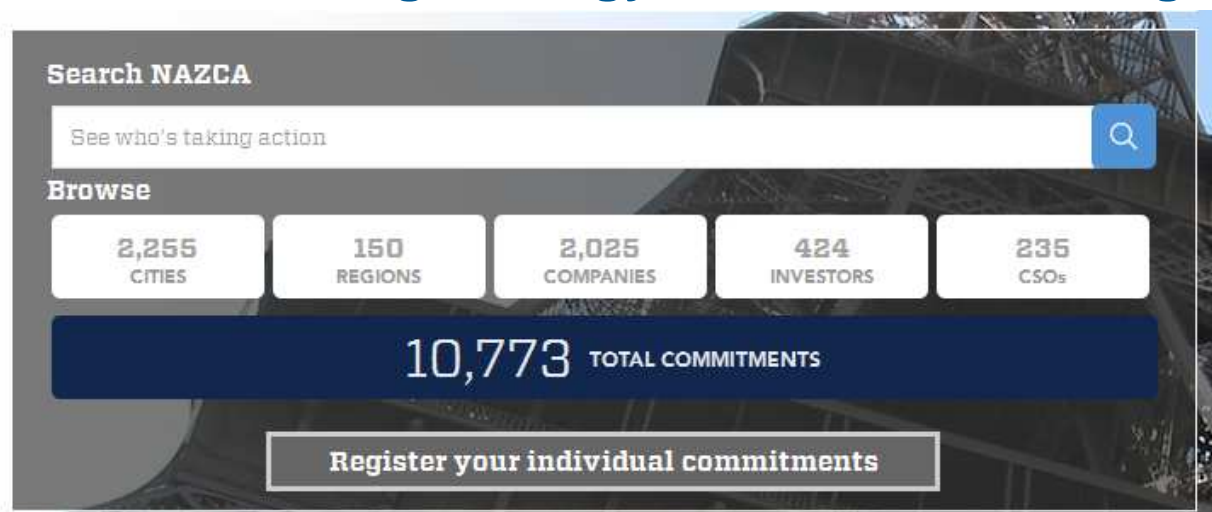 Search NAZCA
See who's taking action
Browse
2,255
CITIES
150
REGIONS
2,025
COMPANIES
424
INVESTORS
235
CSOs
10,773 TOTAL COMMITMENTS
Register your individual commitments